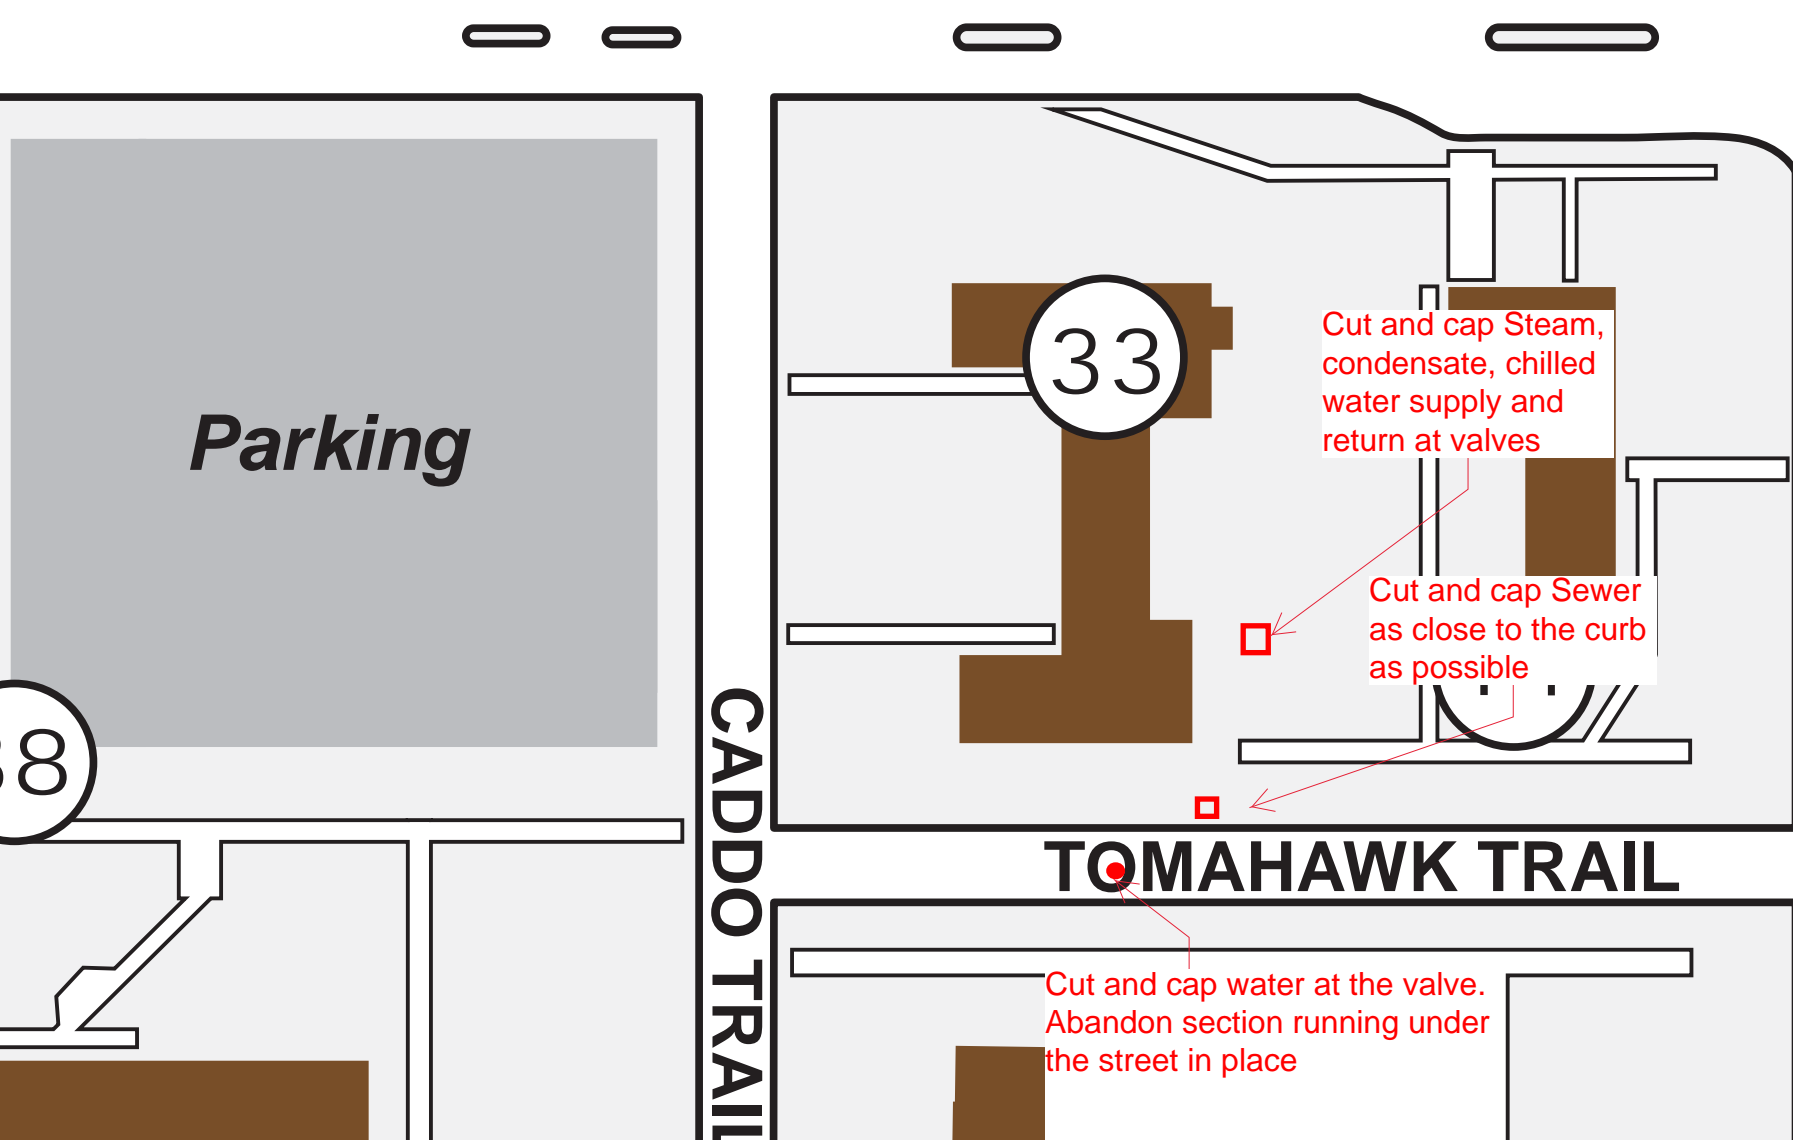 33
Cut and cap Steam,
condensate, chilled
water supply and
return at valves
Parking
Cut and cap Sewer
as close to the curb
as possible
CADDO TRAIL
TOMAHAWK TRAIL
Cut and cap water at the valve.
Abandon section running under
the street in place